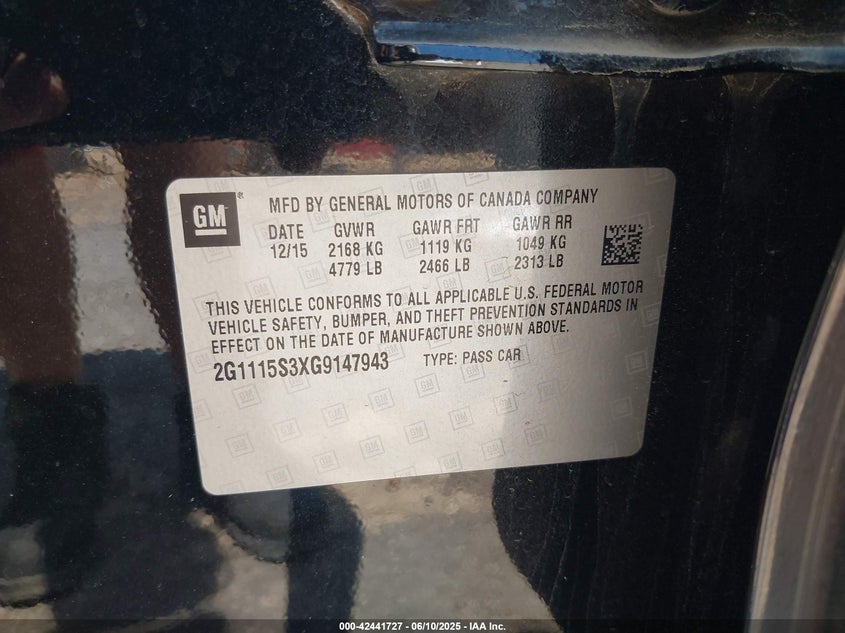 GM ®
MFD BY GENERAL MOTORS OF CANADA COMPANY
DATE GVWR GAWR FRT GAWR RR
12/15 2168 KG 1119 KG 1049 KG
4779 LB 2466 LB 2313 LB
THIS VEHICLE CONFORMS TO ALL APPLICABLE U.S. FEDERAL MOTOR
VEHICLE SAFETY, BUMPER, AND THEFT PREVENTION STANDARDS IN
EFFECT ON THE DATE OF MANUFACTURE SHOWN ABOVE.
2G1115S3XG9147943 TYPE: PASS CAR
000-42441727 - 06/10/2025 - IAA Inc.